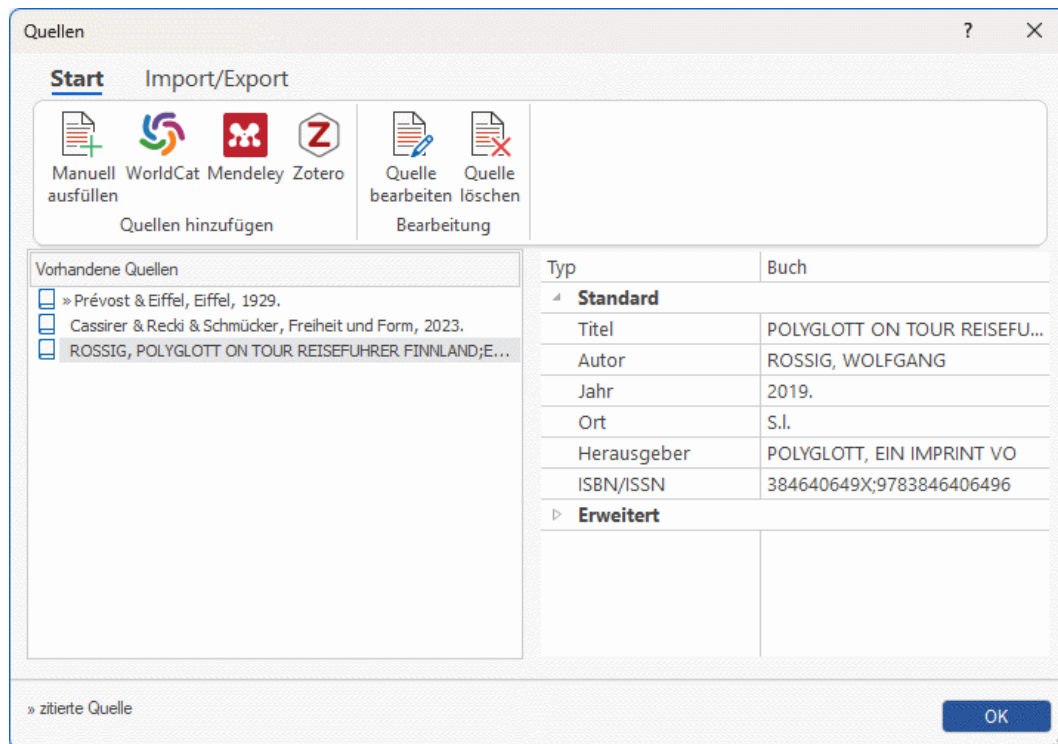 Quellen
?
Start Import/Export
Manuell WorldCat Mendeley Zotero Quelle Quelle
ausfüllen bearbeiten löschen
Quellen hinzufügen Bearbeitung
Vorhandene Quellen
» Prévost & Eiffel, Eiffel, 1929.
Cassirer & Recki & Schmücker, Freiheit und Form, 2023.
ROSSIG, POLYGLOTT ON TOUR REISEFUHRER FINNLAND;E...
Typ Buch
Standard
Titel POLYGLOTT ON TOUR REISEFU...
Autor ROSSIG, WOLFGANG
Jahr 2019.
Ort S.l.
Herausgeber POLYGLOTT, EIN IMPRINT VO
ISBN/ISSN 384640649X;9783846406496
Erweitert
» zitierte Quelle
OK